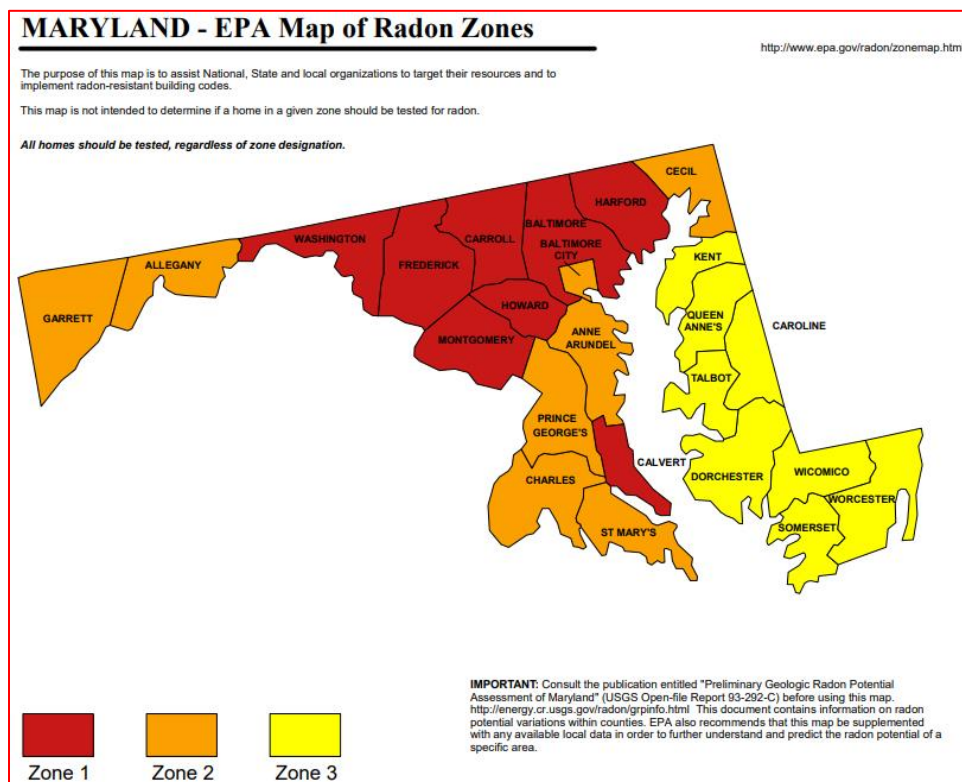 MARYLAND - EPA Map of Radon Zones
http://www.epa.gov/radon/zonemap.htm
The purpose of this map is to assist National, State and local organizations to target their resources and to
implement radon-resistant building codes.
This map is not intended to determine if a home in a given zone should be tested for radon.
All homes should be tested, regardless of zone designation.
CECIL
HARFORD
BALTIMORE
WASHINGTON
CARROLL
BALTIMORE
CITY
KENT
ALLEGANY
FREDERICK
HOWARD
GARRETT
QUEEN
ANNE'S
CAROLINE
ANNE
ARUNDEL
MONTGOMERY
TALBOT
PRINCE
GEORGE'S
CALVERT
DORCHESTER
WICOMICO
CHARLES
WORCESTER
SOMERSET
ST MARY'S
IMPORTANT: Consult the publication entitled "Preliminary Geologic Radon Potential
Assessment of Maryland" (USGS Open-file Report 93-292-C) before using this map.
http://energy.cr.usgs.gov/radon/grpinfo.html This document contains information on radon
potential variations within counties. EPA also recommends that this map be supplemented
with any available local data in order to further understand and predict the radon potential of a
specific area.
Zone 1
Zone 2
Zone 3